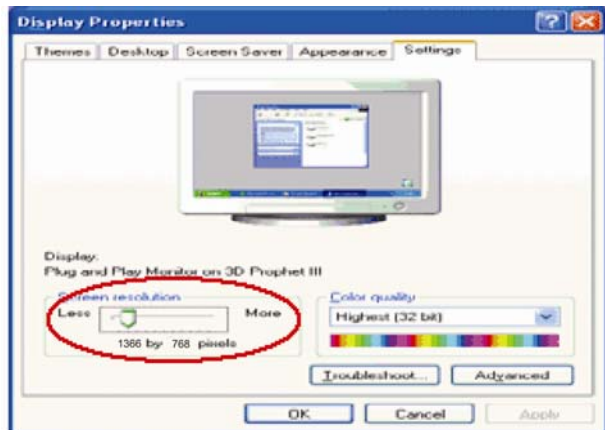 Display Properties
Themes Desktop Screen Saver Appearance Settings
Display:
Plug and Play Monitor on 3D Prophet III
Screen resolution
Less More
1366 by 768 pixels
Color quality
Highest (32 bit)
Troubleshoot... Advanced
OK Cancel Apply